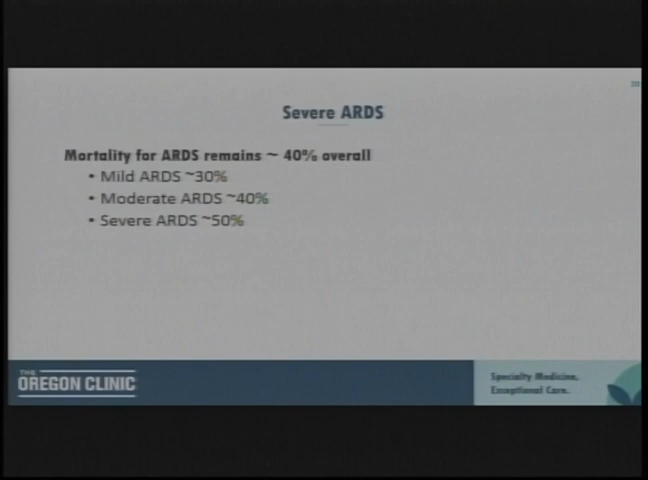 Severe ARDS
Mortality for ARDS remains ~ 40% overall
• Mild ARDS ~30%
• Moderate ARDS ~40%
• Severe ARDS ~50%
THE
OREGON CLINIC
Specialty Medicine,
Exceptional Care.